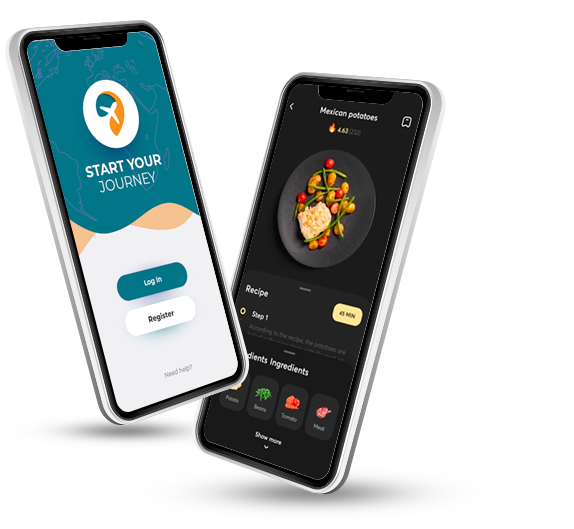 START YOUR
JOURNEY
Log In
Register
Need help?
Mexican potatoes
4.63 (232)
Recipe
45 MIN
Step 1
According to the recipe, the potatoes are
dients Ingredients
Potato
Beans
Tomato
Meat
Show more